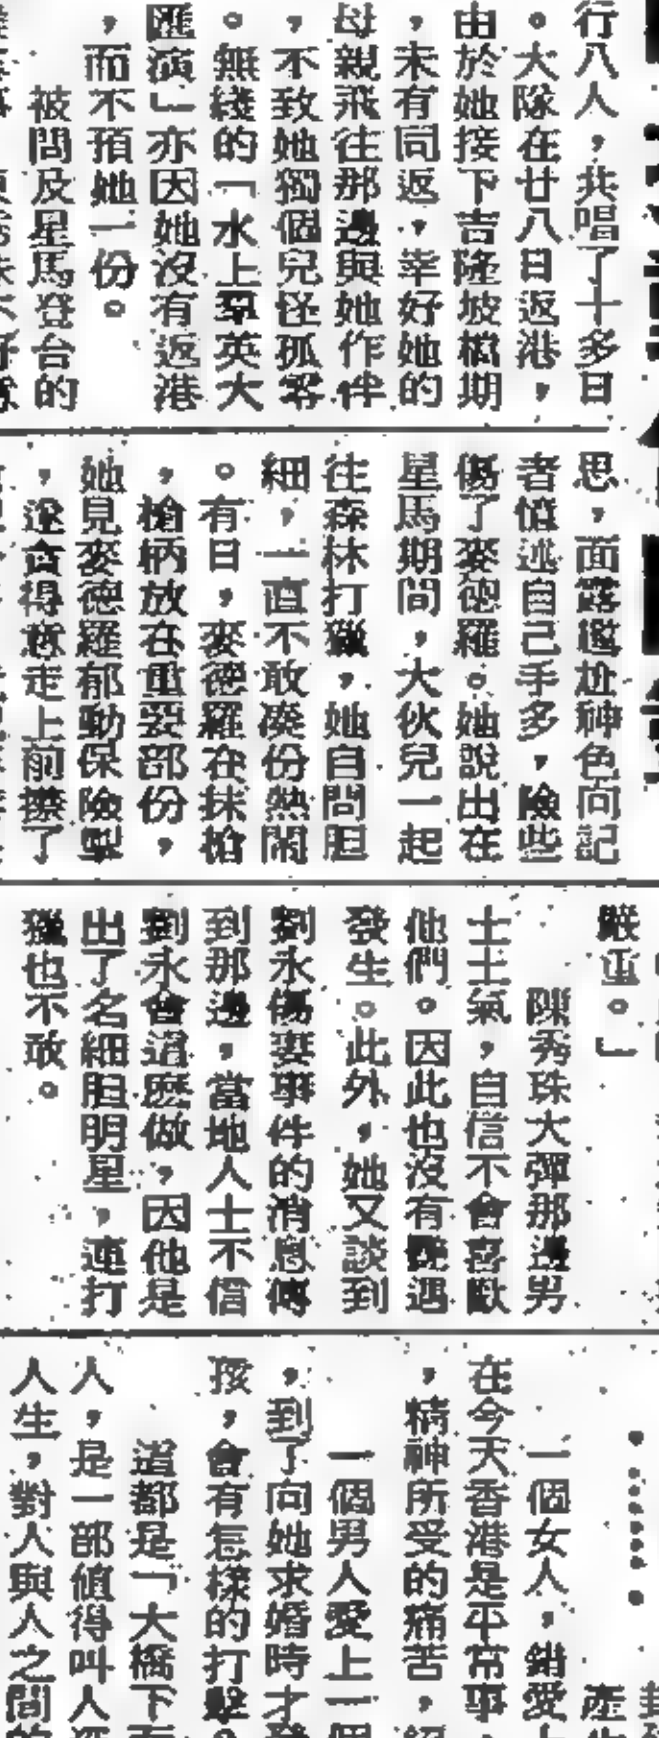 行八人，共唱了十多日
。大隊在廿八日返港，
由於她接下吉隆坡檔期
，未有同返，幸好她的
母親飛往那邊與她作伴
，不致她獨個兒怪孤零
。無綫的「水上羣英大
匯演」亦因她沒有返港
，而不預她一份。
被問及星馬登台的
思，面露尷尬神色向記
者憶述自己手多，險些
傷了麥德羅。她說出在
星馬期間，大伙兒一起
往森林打獵，她自問胆
細，一直不敢湊份熱鬧
。有日，麥德羅在抹槍
，槍柄放在重要部份，
她見麥德羅郁動保險掣
，還貪得意走上前擦了
嚴重。」
陳秀珠大彈那邊男
士士氣，自信不會喜歡
他們。因此也沒有艷遇
發生。此外，她又談到
劉永傷妻事件的消息傳
到那邊，當地人士不信
劉永會這麼做，因他是
出了名細胆明星，連打
獵也不敢。
一個女人，錯愛上
在今天香港是平常事，
，精神所受的痛苦，
一個男人愛上一個
，到了向她求婚時才發
孩，會有怎樣的打擊？
這都是「大橋下面
人，是一部值得叫人
人生，對人與人之間的